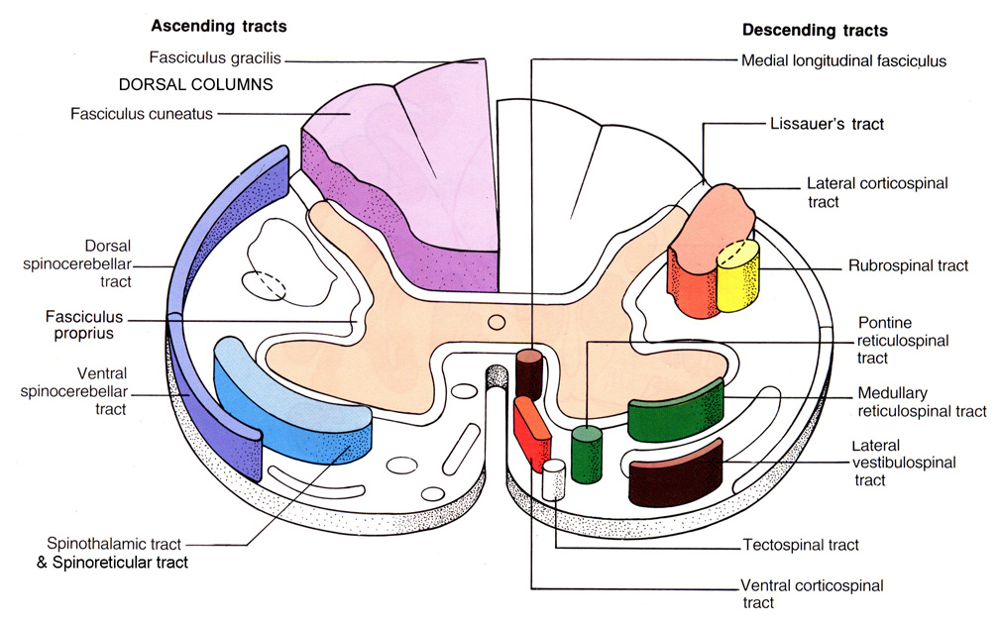 Ascending tracts
Fasciculus gracilis
DORSAL COLUMNS
Fasciculus cuneatus
Dorsal
spinocerebellar
tract
Fasciculus
proprius
Ventral
spinocerebellar
tract
Spinothalamic tract
& Spinoreticular tract
Descending tracts
Medial longitudinal fasciculus
Lissauer's tract
Lateral corticospinal
tract
Rubrospinal tract
Pontine
reticulospinal
tract
Medullary
reticulospinal tract
Lateral
vestibulospinal
tract
Tectospinal tract
Ventral corticospinal
tract